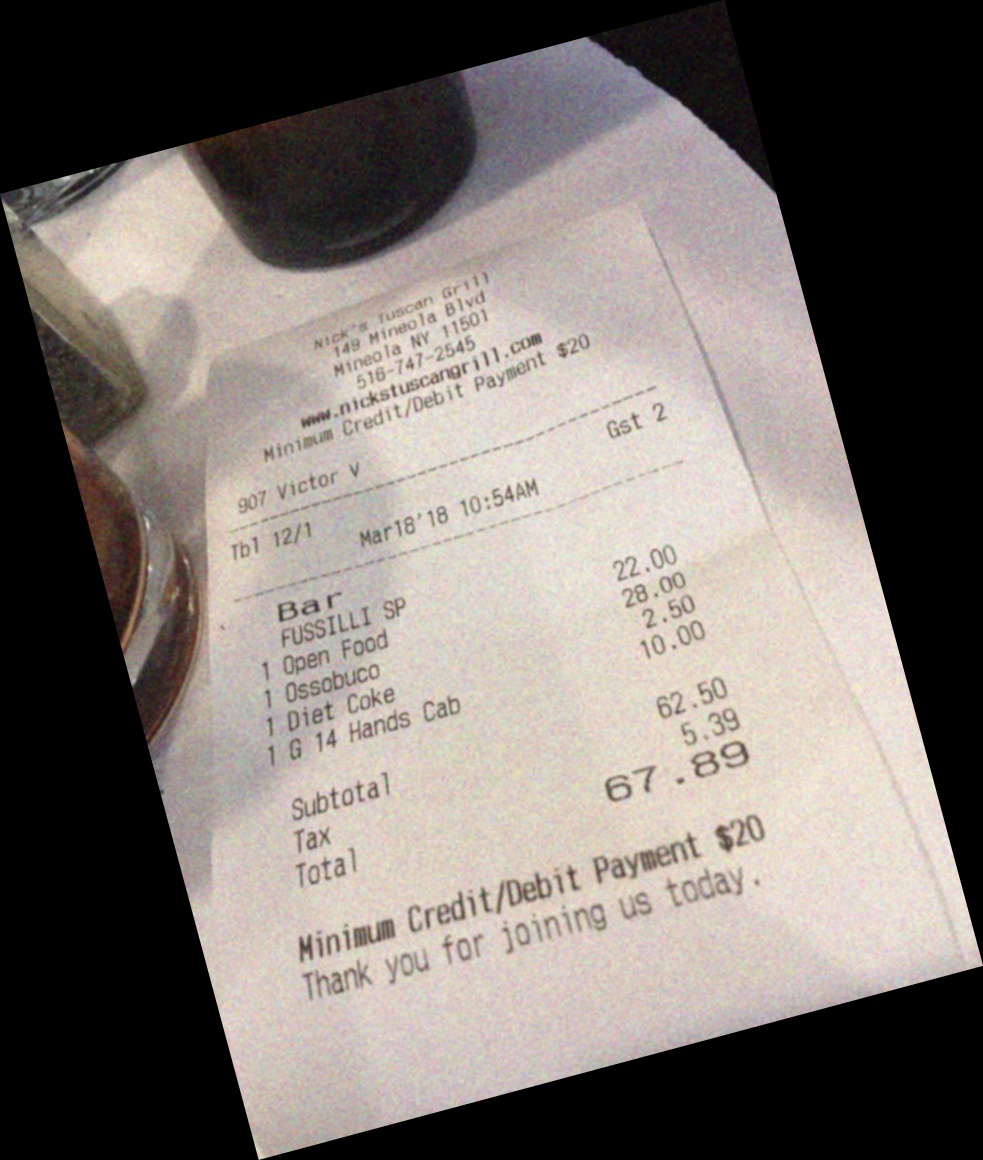 Nick's Tuscan Grill
149 Mineola Blvd
Mineola NY 11501
516-747-2545
www.nickstuscangrill.com
Minimum Credit/Debit Payment $20
907 Victor V
Tbl 12/1 Mar18'18 10:54AM Gst 2
Bar
FUSSILLI SP
1 Open Food 22.00
1 Ossobuco 28.00
1 Diet Coke 2.50
1 G 14 Hands Cab 10.00
Subtotal 62.50
Tax 5.39
Total 67.89
Minimum Credit/Debit Payment $20
Thank you for joining us today.